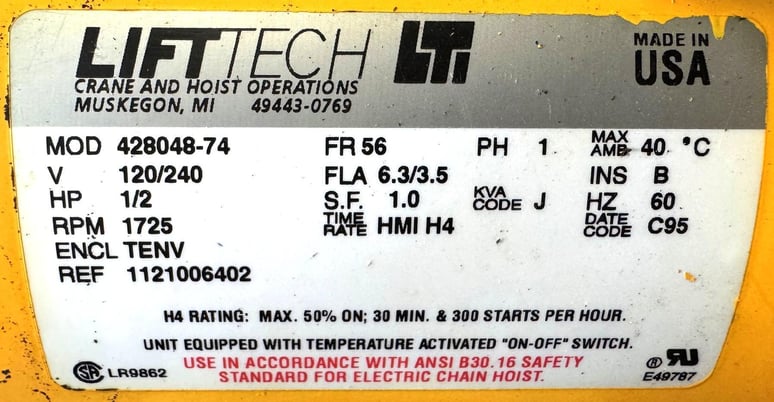 LIFTTECH LTI MADE IN USA
CRANE AND HOIST OPERATIONS
MUSKEGON, MI 49443-0769
MOD 428048-74 FR 56 PH 1 MAX AMB 40 °C
V 120/240 FLA 6.3/3.5 INS B
HP 1/2 S.F. 1.0 KVA CODE J HZ 60
RPM 1725 TIME RATE HMI H4 DATE CODE C95
ENCL TENV
REF 1121006402
H4 RATING: MAX. 50% ON; 30 MIN. & 300 STARTS PER HOUR.
UNIT EQUIPPED WITH TEMPERATURE ACTIVATED "ON-OFF" SWITCH.
USE IN ACCORDANCE WITH ANSI B30.16 SAFETY
STANDARD FOR ELECTRIC CHAIN HOIST.
SA LR9862
® RU
E49787